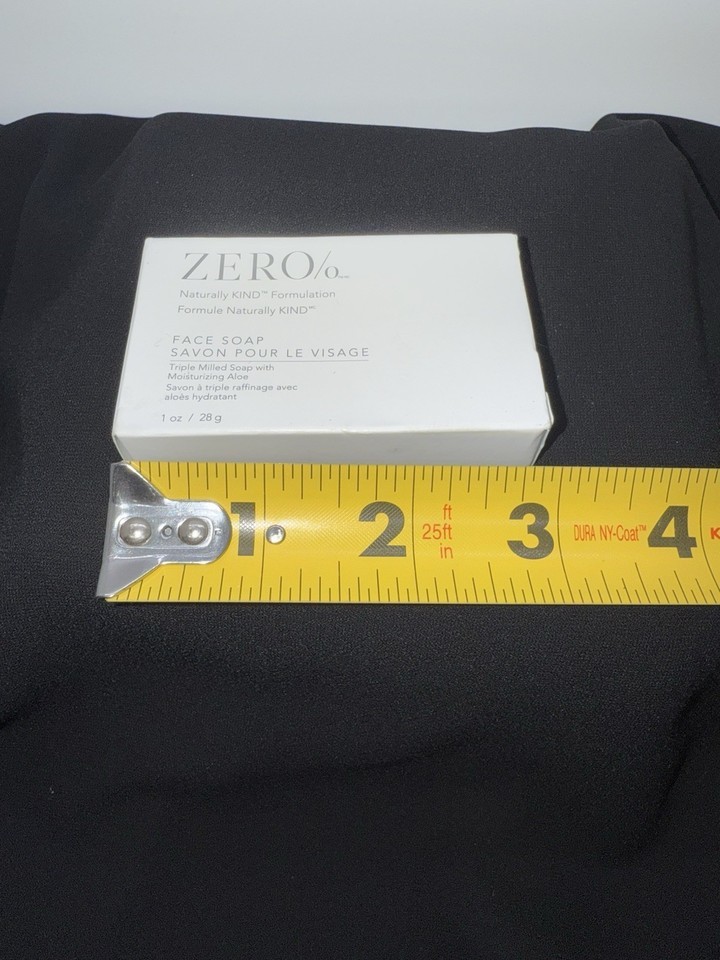 ZERO%
Naturally KIND™ Formulation
Formule Naturally KIND
FACE SOAP
SAVON POUR LE VISAGE
Triple Milled Soap with
Moisturizing Aloe
Savon à triple raffinage avec
aloès hydratant
1 oz / 28 g
1 2 3 4
ft
25ft
in
DURA NY-Coat™
K